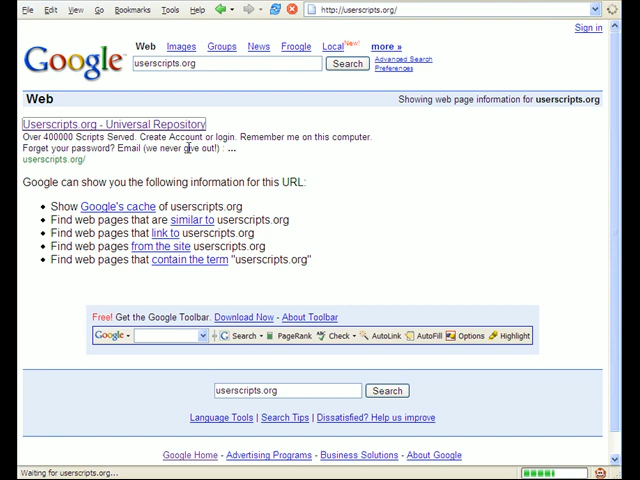 File Edit View Go Bookmarks Tools Help http://userscripts.org/
Sign in
Google
Web Images Groups News Froogle Local New! more »
userscripts.org Search Advanced Search
Preferences
Web Showing web page information for userscripts.org
Userscripts.org - Universal Repository
Over 400000 Scripts Served. Create Account or login. Remember me on this computer.
Forget your password? Email (we never give out!) : ...
userscripts.org/
Google can show you the following information for this URL:
Show Google's cache of userscripts.org
Find web pages that are similar to userscripts.org
Find web pages that link to userscripts.org
Find web pages from the site userscripts.org
Find web pages that contain the term "userscripts.org"
Free! Get the Google Toolbar. Download Now - About Toolbar
Google Search PageRank Check AutoLink AutoFill Options Highlight
userscripts.org Search
Language Tools | Search Tips | Dissatisfied? Help us improve
Google Home - Advertising Programs - Business Solutions - About Google
Waiting for userscripts.org...